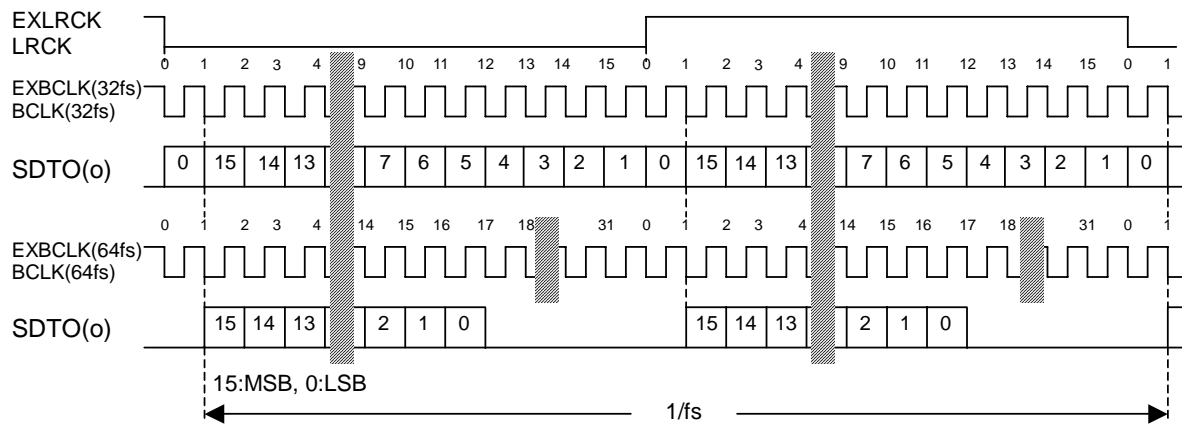 EXLRCK
LRCK
0 1 2 3 4 9 10 11 12 13 14 15 0 1 2 3 4 9 10 11 12 13 14 15 0 1
EXBCLK(32fs)
BCLK(32fs)
SDTO(o) 0 15 14 13 7 6 5 4 3 2 1 0 15 14 13 7 6 5 4 3 2 1 0
0 1 2 3 4 14 15 16 17 18 31 0 1 2 3 4 14 15 16 17 18 31 0 1
EXBCLK(64fs)
BCLK(64fs)
SDTO(o) 15 14 13 2 1 0 15 14 13 2 1 0
15:MSB, 0:LSB
1/fs